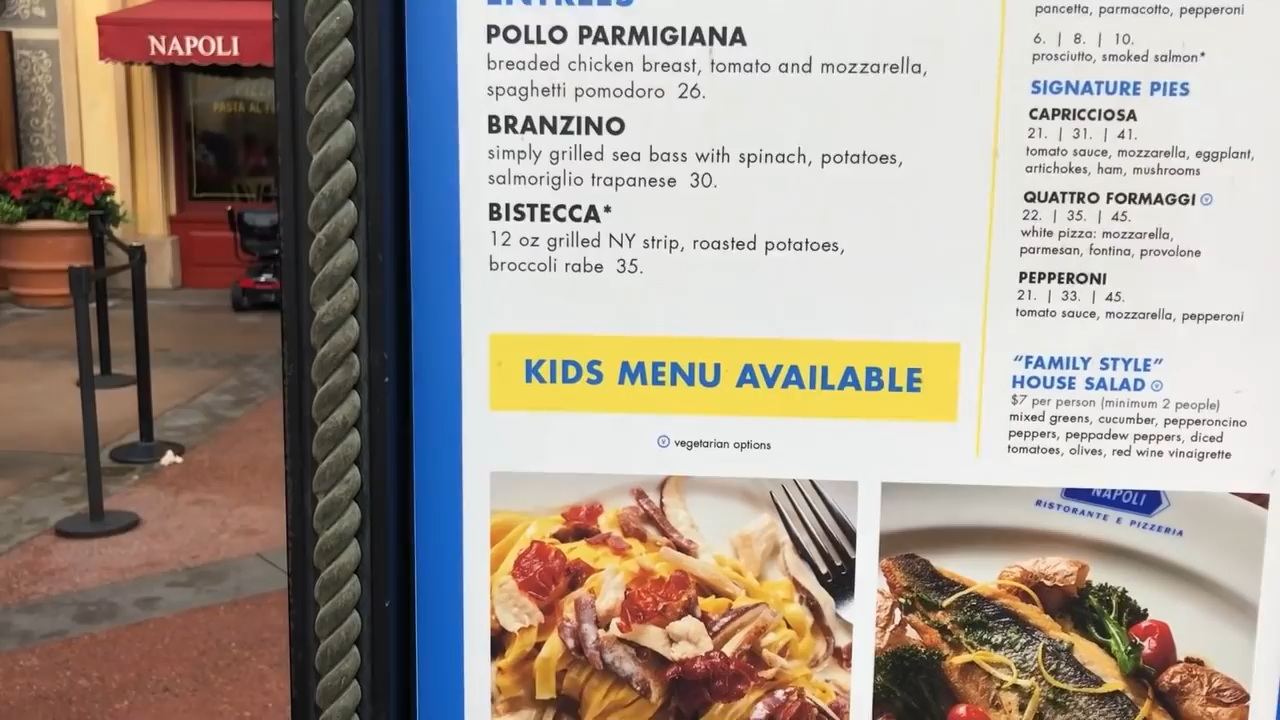 NAPOLI
PASTA AL
ENTREES
POLLO PARMIGIANA
breaded chicken breast, tomato and mozzarella,
spaghetti pomodoro 26.
BRANZINO
simply grilled sea bass with spinach, potatoes,
salmoriglio trapanese 30.
BISTECCA*
12 oz grilled NY strip, roasted potatoes,
broccoli rabe 35.
KIDS MENU AVAILABLE
V vegetarian options
pancetta, parmacotto, pepperoni
6. | 8. | 10.
prosciutto, smoked salmon*
SIGNATURE PIES
CAPRICCIOSA
21. | 31. | 41.
tomato sauce, mozzarella, eggplant,
artichokes, ham, mushrooms
QUATTRO FORMAGGI V
22. | 35. | 45.
white pizza: mozzarella,
parmesan, fontina, provolone
PEPPERONI
21. | 33. | 45.
tomato sauce, mozzarella, pepperoni
“FAMILY STYLE”
HOUSE SALAD V
$7 per person (minimum 2 people)
mixed greens, cucumber, pepperoncino
peppers, peppadew peppers, diced
tomatoes, olives, red wine vinaigrette
NAPOLI
RISTORANTE E PIZZERIA